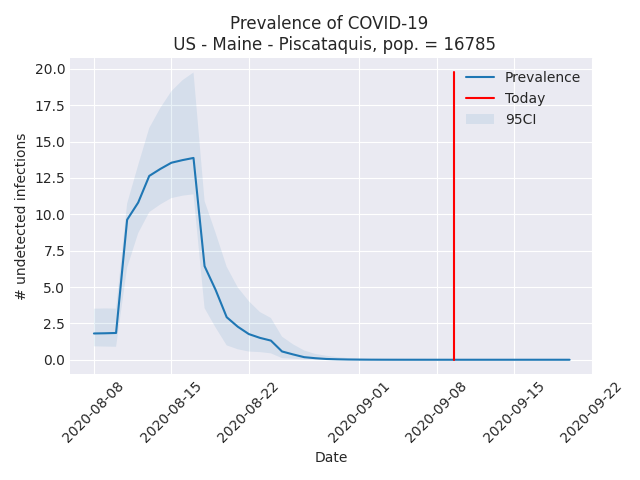 Prevalence of COVID-19
US - Maine - Piscataquis, pop. = 16785
20.0
17.5
15.0
12.5
10.0
7.5
5.0
2.5
0.0
# undetected infections
Prevalence
Today
95CI
2020-08-08
2020-08-15
2020-08-22
2020-09-01
2020-09-08
2020-09-15
2020-09-22
Date